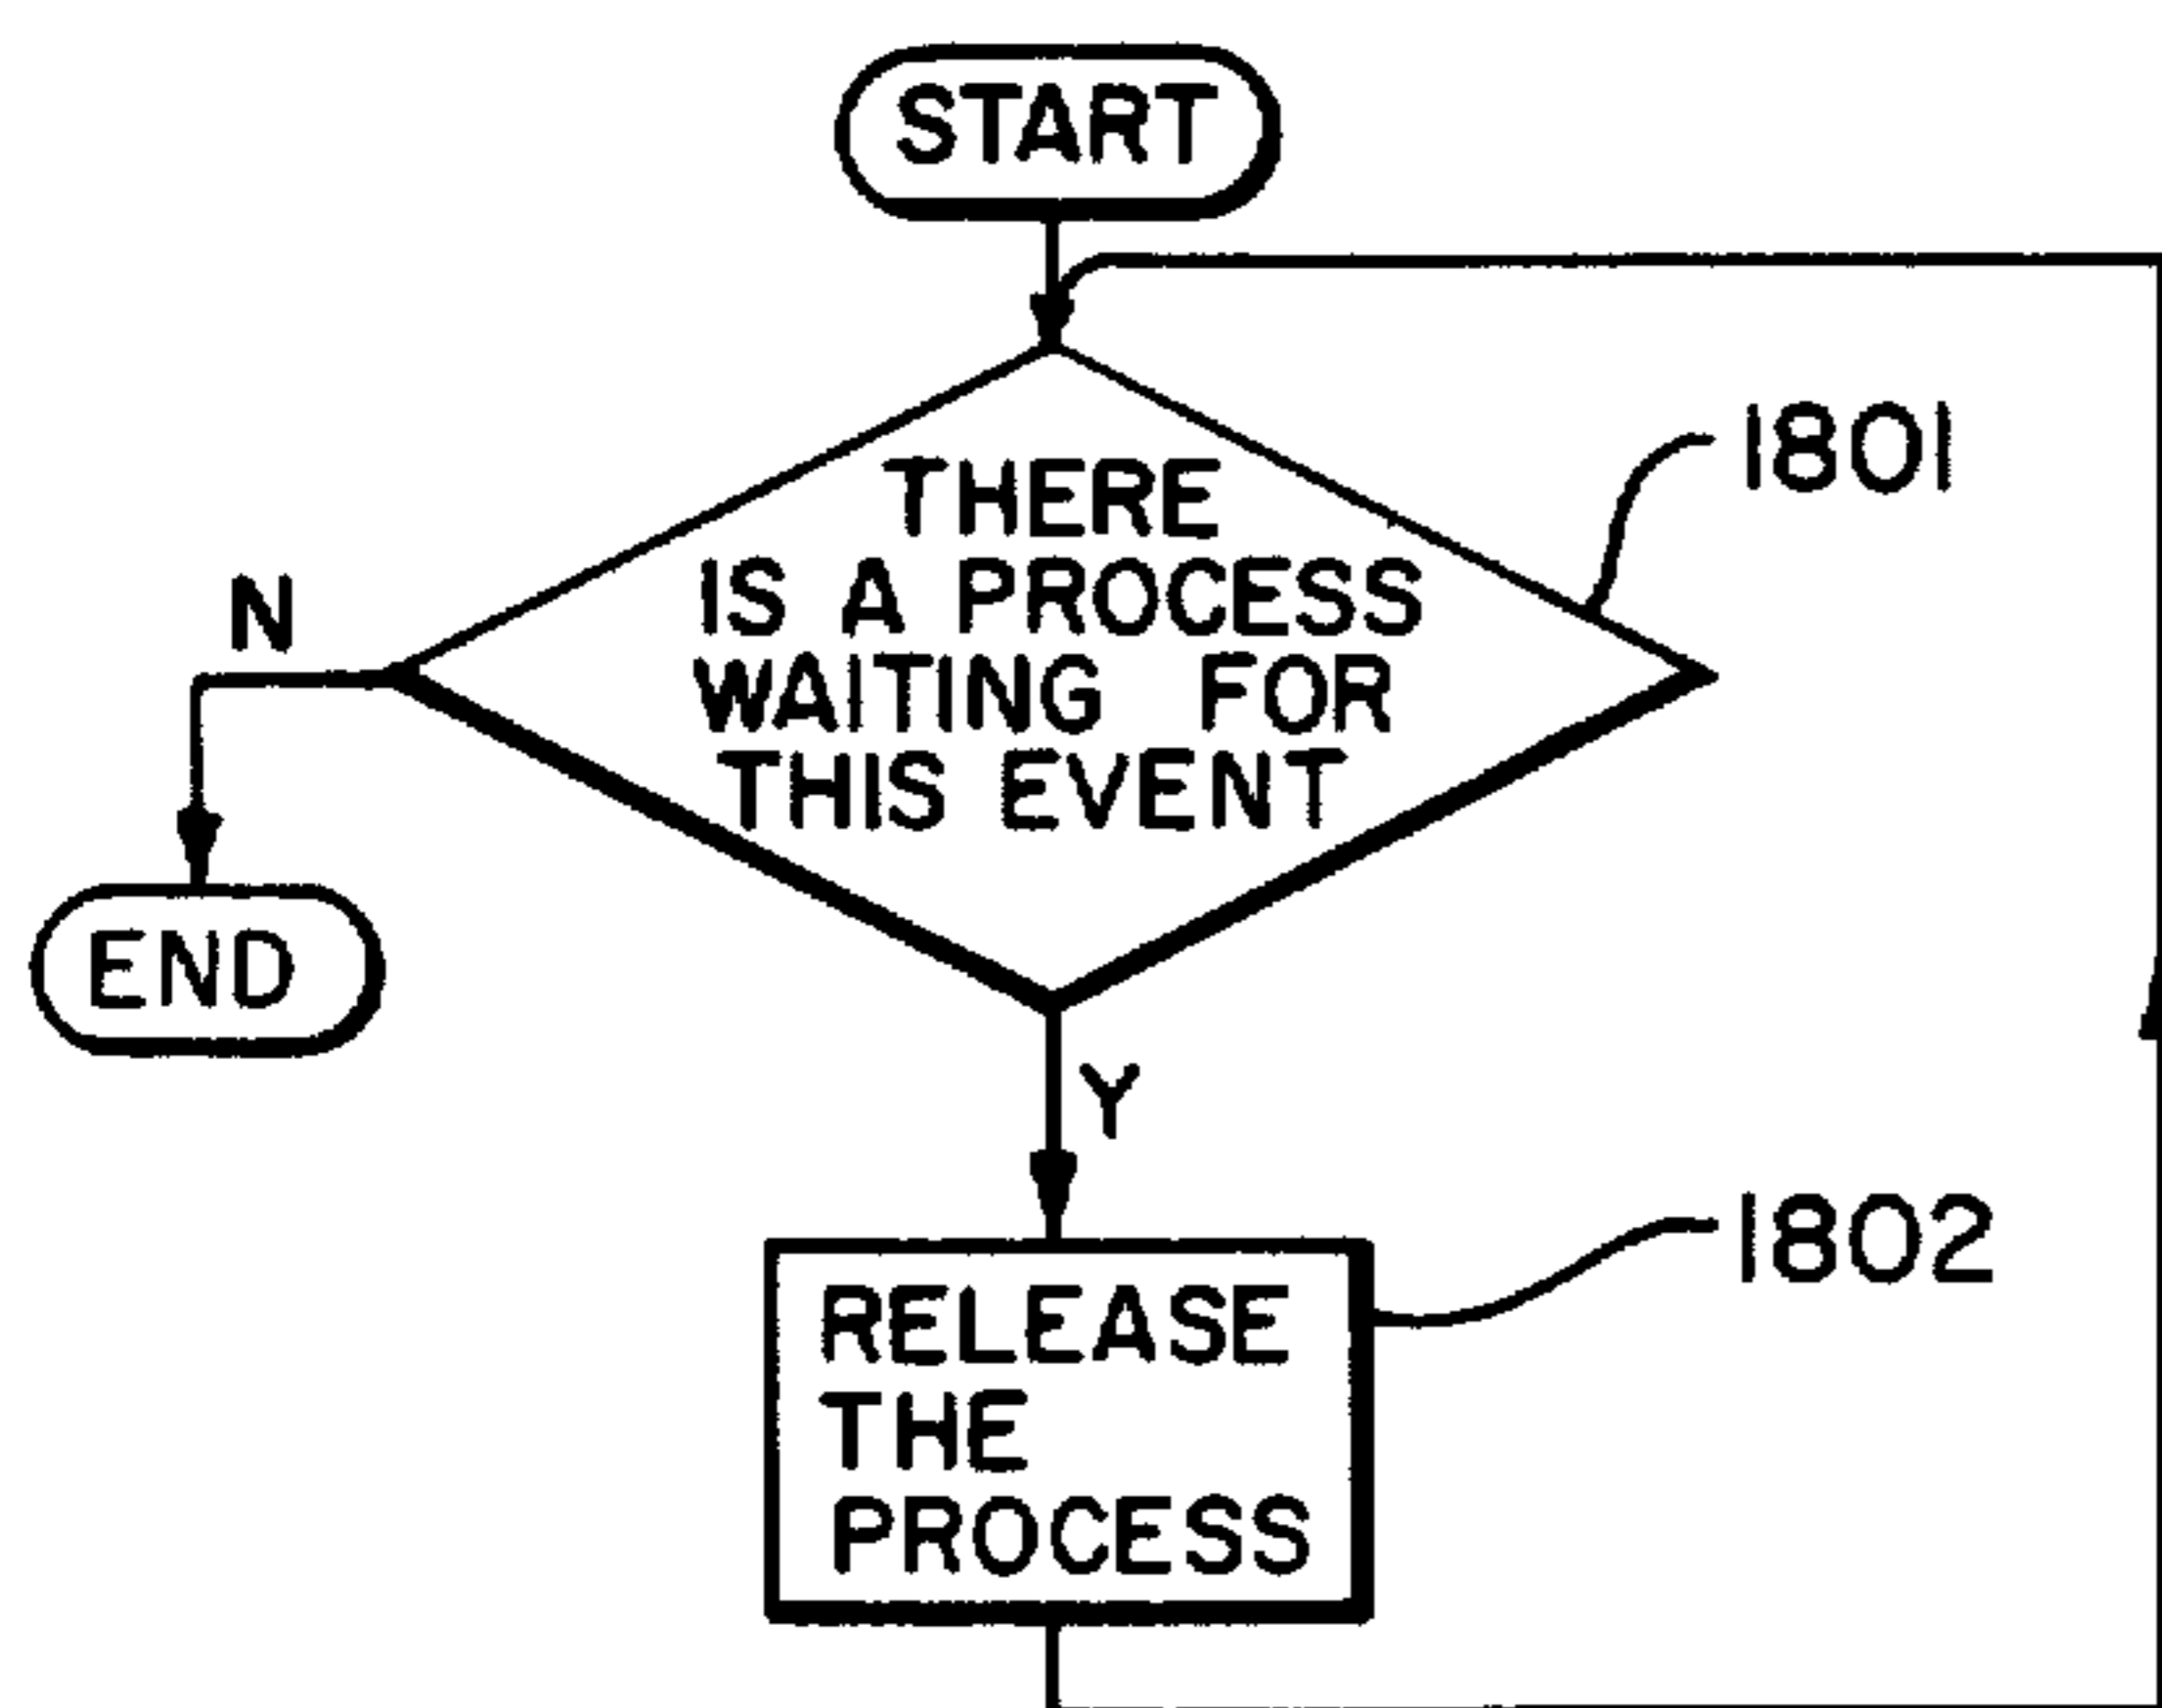 START
THERE
IS A PROCESS
WAITING FOR
THIS EVENT
1801
N
END
Y
1802
RELEASE
THE
PROCESS